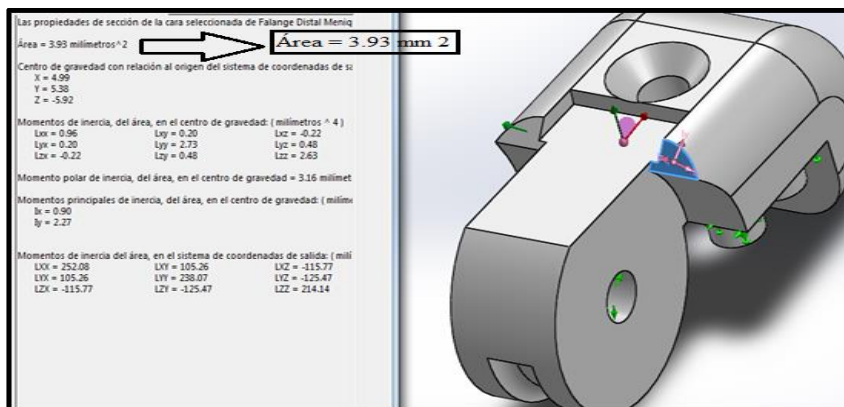 Las propiedades de sección de la cara seleccionada de Falange Distal Meniq
Área = 3.93 milímetros^2
Área = 3.93 mm 2
Centro de gravedad con relación al origen del sistema de coordenadas de sa
X = 4.99
Y = 5.38
Z = -5.92
Momentos de inercia, del área, en el centro de gravedad: ( milímetros ^ 4 )
Lxx = 0.96 Lxy = 0.20 Lxz = -0.22
Lyx = 0.20 Lyy = 2.73 Lyz = 0.48
Lzx = -0.22 Lzy = 0.48 Lzz = 2.63
Momento polar de inercia, del área, en el centro de gravedad = 3.16 milímet
Momentos principales de inercia, del área, en el centro de gravedad: ( milíme
Ix = 0.90
Iy = 2.27
Momentos de inercia del área, en el sistema de coordenadas de salida: ( milí
LXX = 252.08 LXY = 105.26 LXZ = -115.77
LYX = 105.26 LYY = 238.07 LYZ = -125.47
LZX = -115.77 LZY = -125.47 LZZ = 214.14